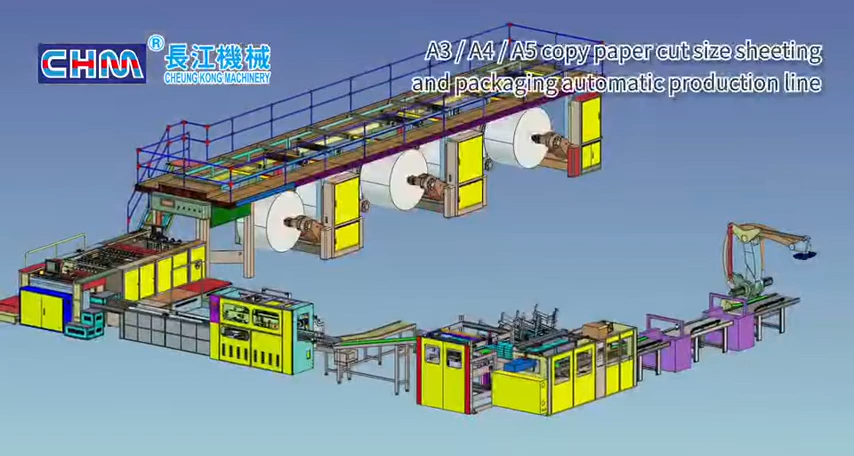 CHM®
長江機械
CHEUNG KONG MACHINERY
A3 / A4 / A5 copy paper cut size sheeting
and packaging automatic production line